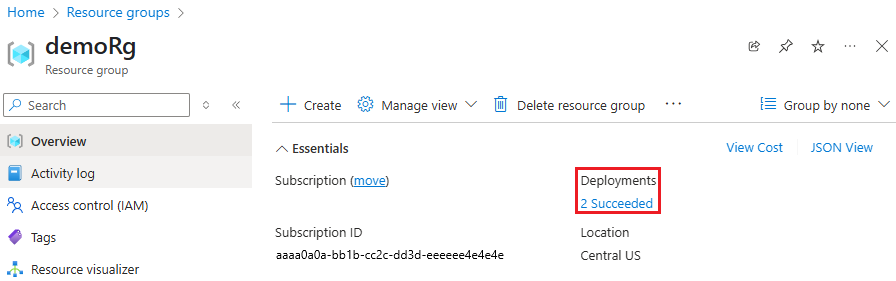 Home > Resource groups >
demoRg
Resource group
Search
Create
Manage view
Delete resource group
...
Group by none
Overview
Activity log
Access control (IAM)
Tags
Resource visualizer
Essentials
View Cost
JSON View
Subscription (move)
Deployments
2 Succeeded
Subscription ID
Location
aaaa0a0a-bb1b-cc2c-dd3d-eeeeee4e4e4e
Central US